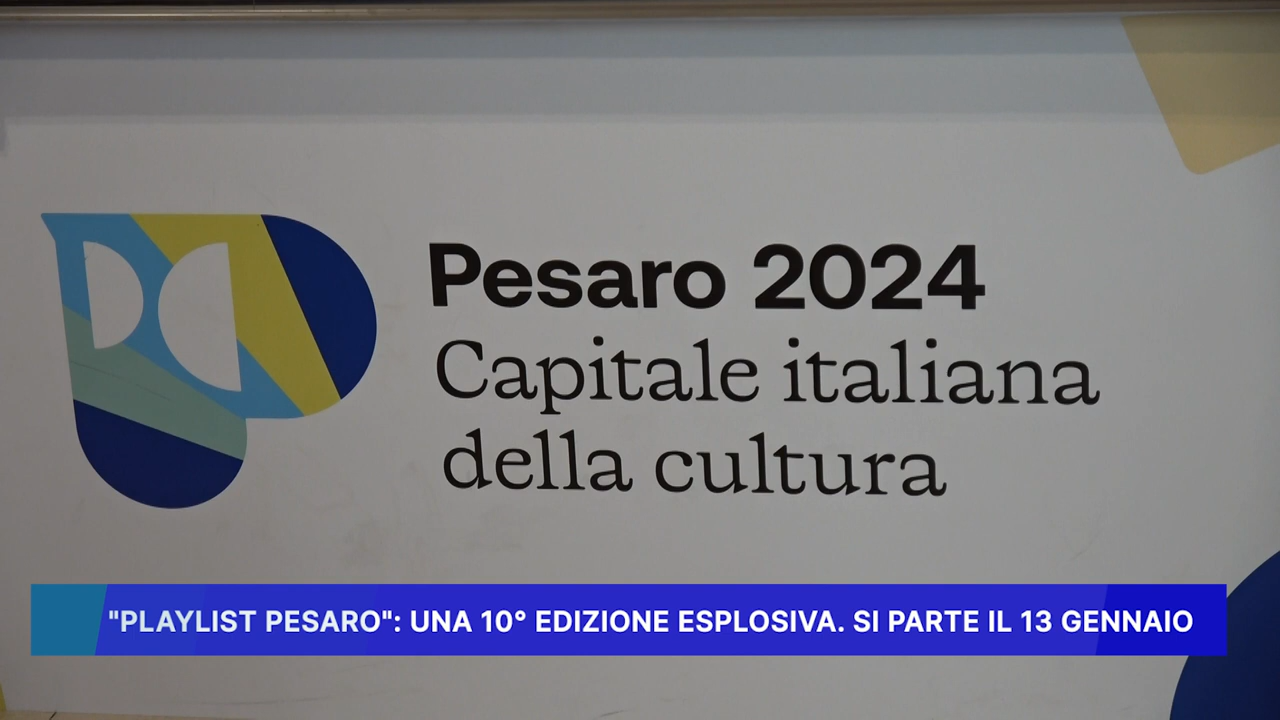 Pesaro 2024
Capitale italiana
della cultura
"PLAYLIST PESARO": UNA 10° EDIZIONE ESPLOSIVA. SI PARTE IL 13 GENNAIO